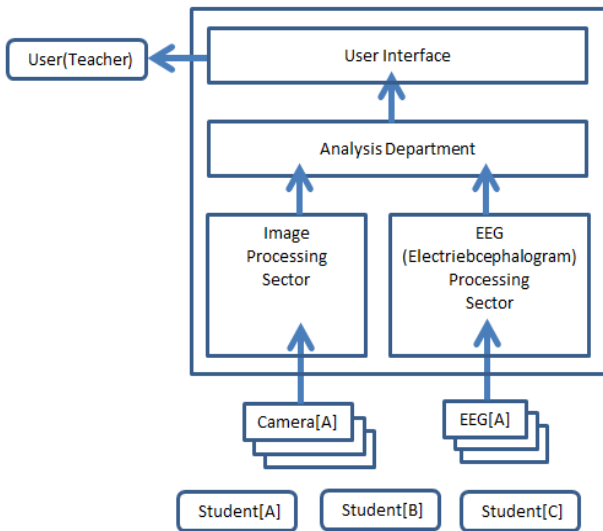 User(Teacher)
User Interface
Analysis Department
Image
Processing
Sector
EEG
(Electriebcephalogram)
Processing
Sector
Camera[A]
EEG[A]
Student[A]
Student[B]
Student[C]